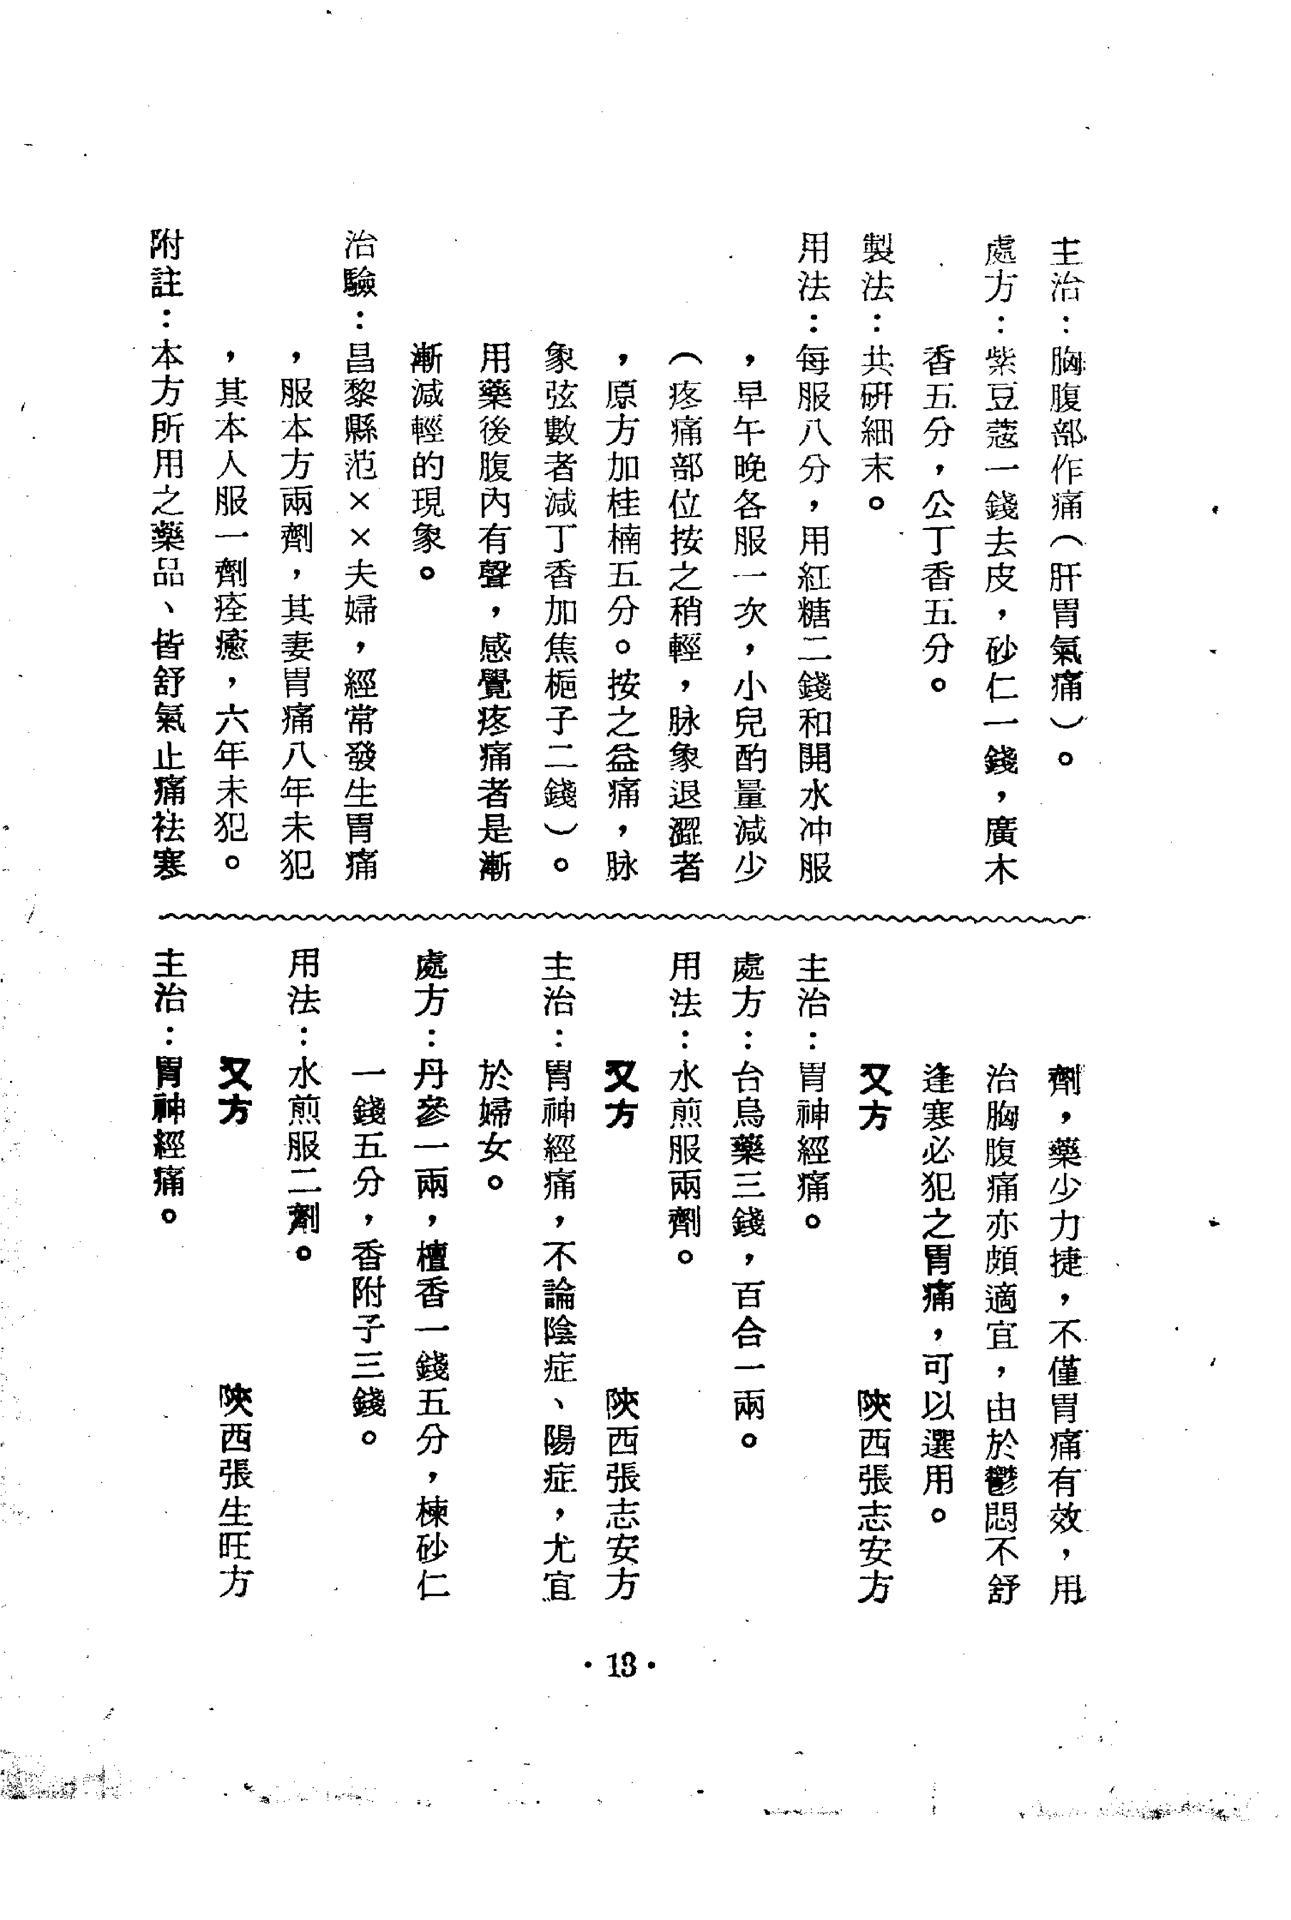 主治：胸腹部作痛（肝胃氣痛）。
處方：紫豆蔻一錢去皮，砂仁一錢，廣木
香五分，公丁香五分。
製法：共研細末。
用法：每服八分，用紅糖二錢和開水冲服
，早午晚各服一次，小兒酌量減少
（疼痛部位按之稍輕，脉象退澀者
，原方加桂楠五分。按之益痛，脉
象弦數者減丁香加焦梔子二錢）。
用藥後腹內有聲，感覺疼痛者是漸
漸減輕的現象。
治驗：昌黎縣范××夫婦，經常發生胃痛
，服本方兩劑，其妻胃痛八年未犯
，其本人服一劑痊癒，六年未犯。
附註：本方所用之藥品、皆舒氣止痛祛寒
劑，藥少力捷，不僅胃痛有效，用
治胸腹痛亦頗適宜，由於鬱悶不舒
逢寒必犯之胃痛，可以選用。
又方　陝西張志安方
主治：胃神經痛。
處方：台烏藥三錢，百合一兩。
用法：水煎服兩劑。
又方　陝西張志安方
主治：胃神經痛，不論陰症、陽症，尤宜
於婦女。
處方：丹參一兩，檀香一錢五分，楝砂仁
一錢五分，香附子三錢。
用法：水煎服二劑。
又方　陝西張生旺方
主治：胃神經痛。
·13·